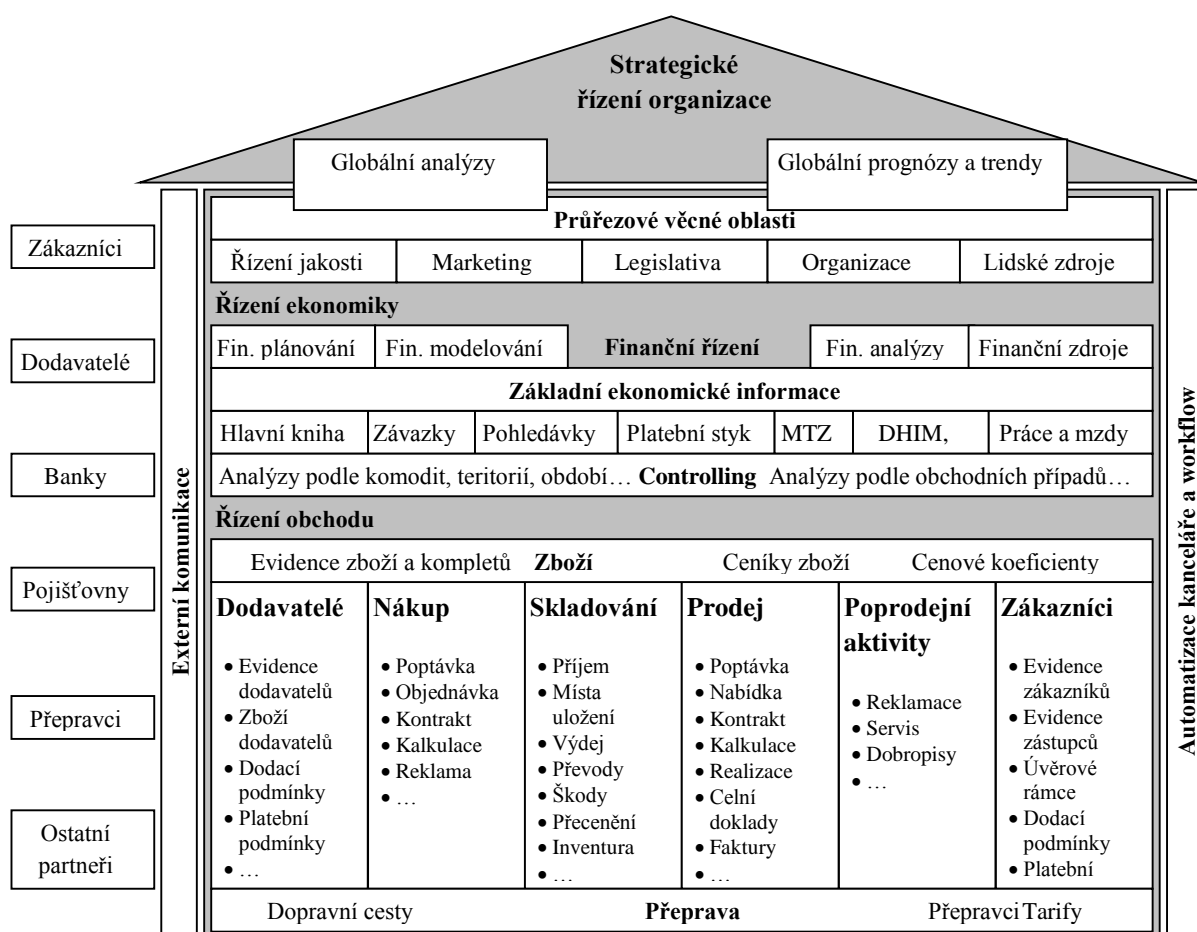 Strategické
řízení organizace
Globální analýzy
Globální prognózy a trendy
Zákazníci
Dodavatelé
Banky
Pojišťovny
Přepravci
Ostatní
partneři
Externí komunikace
Průřezové věcné oblasti
Řízení jakosti
Marketing
Legislativa
Organizace
Lidské zdroje
Řízení ekonomiky
Fin. plánování
Fin. modelování
Finanční řízení
Fin. analýzy
Finanční zdroje
Základní ekonomické informace
Hlavní kniha
Závazky
Pohledávky
Platební styk
MTZ
DHIM,
Práce a mzdy
Analýzy podle komodit, teritorií, období… Controlling Analýzy podle obchodních případů…
Řízení obchodu
Evidence zboží a kompletů Zboží Ceníky zboží Cenové koeficienty
Dodavatelé
• Evidence
dodavatelů
• Zboží
dodavatelů
• Dodací
podmínky
• Platební
podmínky
• …
Nákup
• Poptávka
• Objednávka
• Kontrakt
• Kalkulace
• Reklama
• …
Skladování
• Příjem
• Místa
uložení
• Výdej
• Převody
• Škody
• Přecenění
• Inventura
• …
Prodej
• Poptávka
• Nabídka
• Kontrakt
• Kalkulace
• Realizace
• Celní
doklady
• Faktury
• …
Poprodejní
aktivity
• Reklamace
• Servis
• Dobropisy
• …
Zákazníci
• Evidence
zákazníků
• Evidence
zástupců
• Úvěrové
rámce
• Dodací
podmínky
• Platební
Dopravní cesty Přeprava Přepravci Tarify
Automatizace kanceláře a workflow